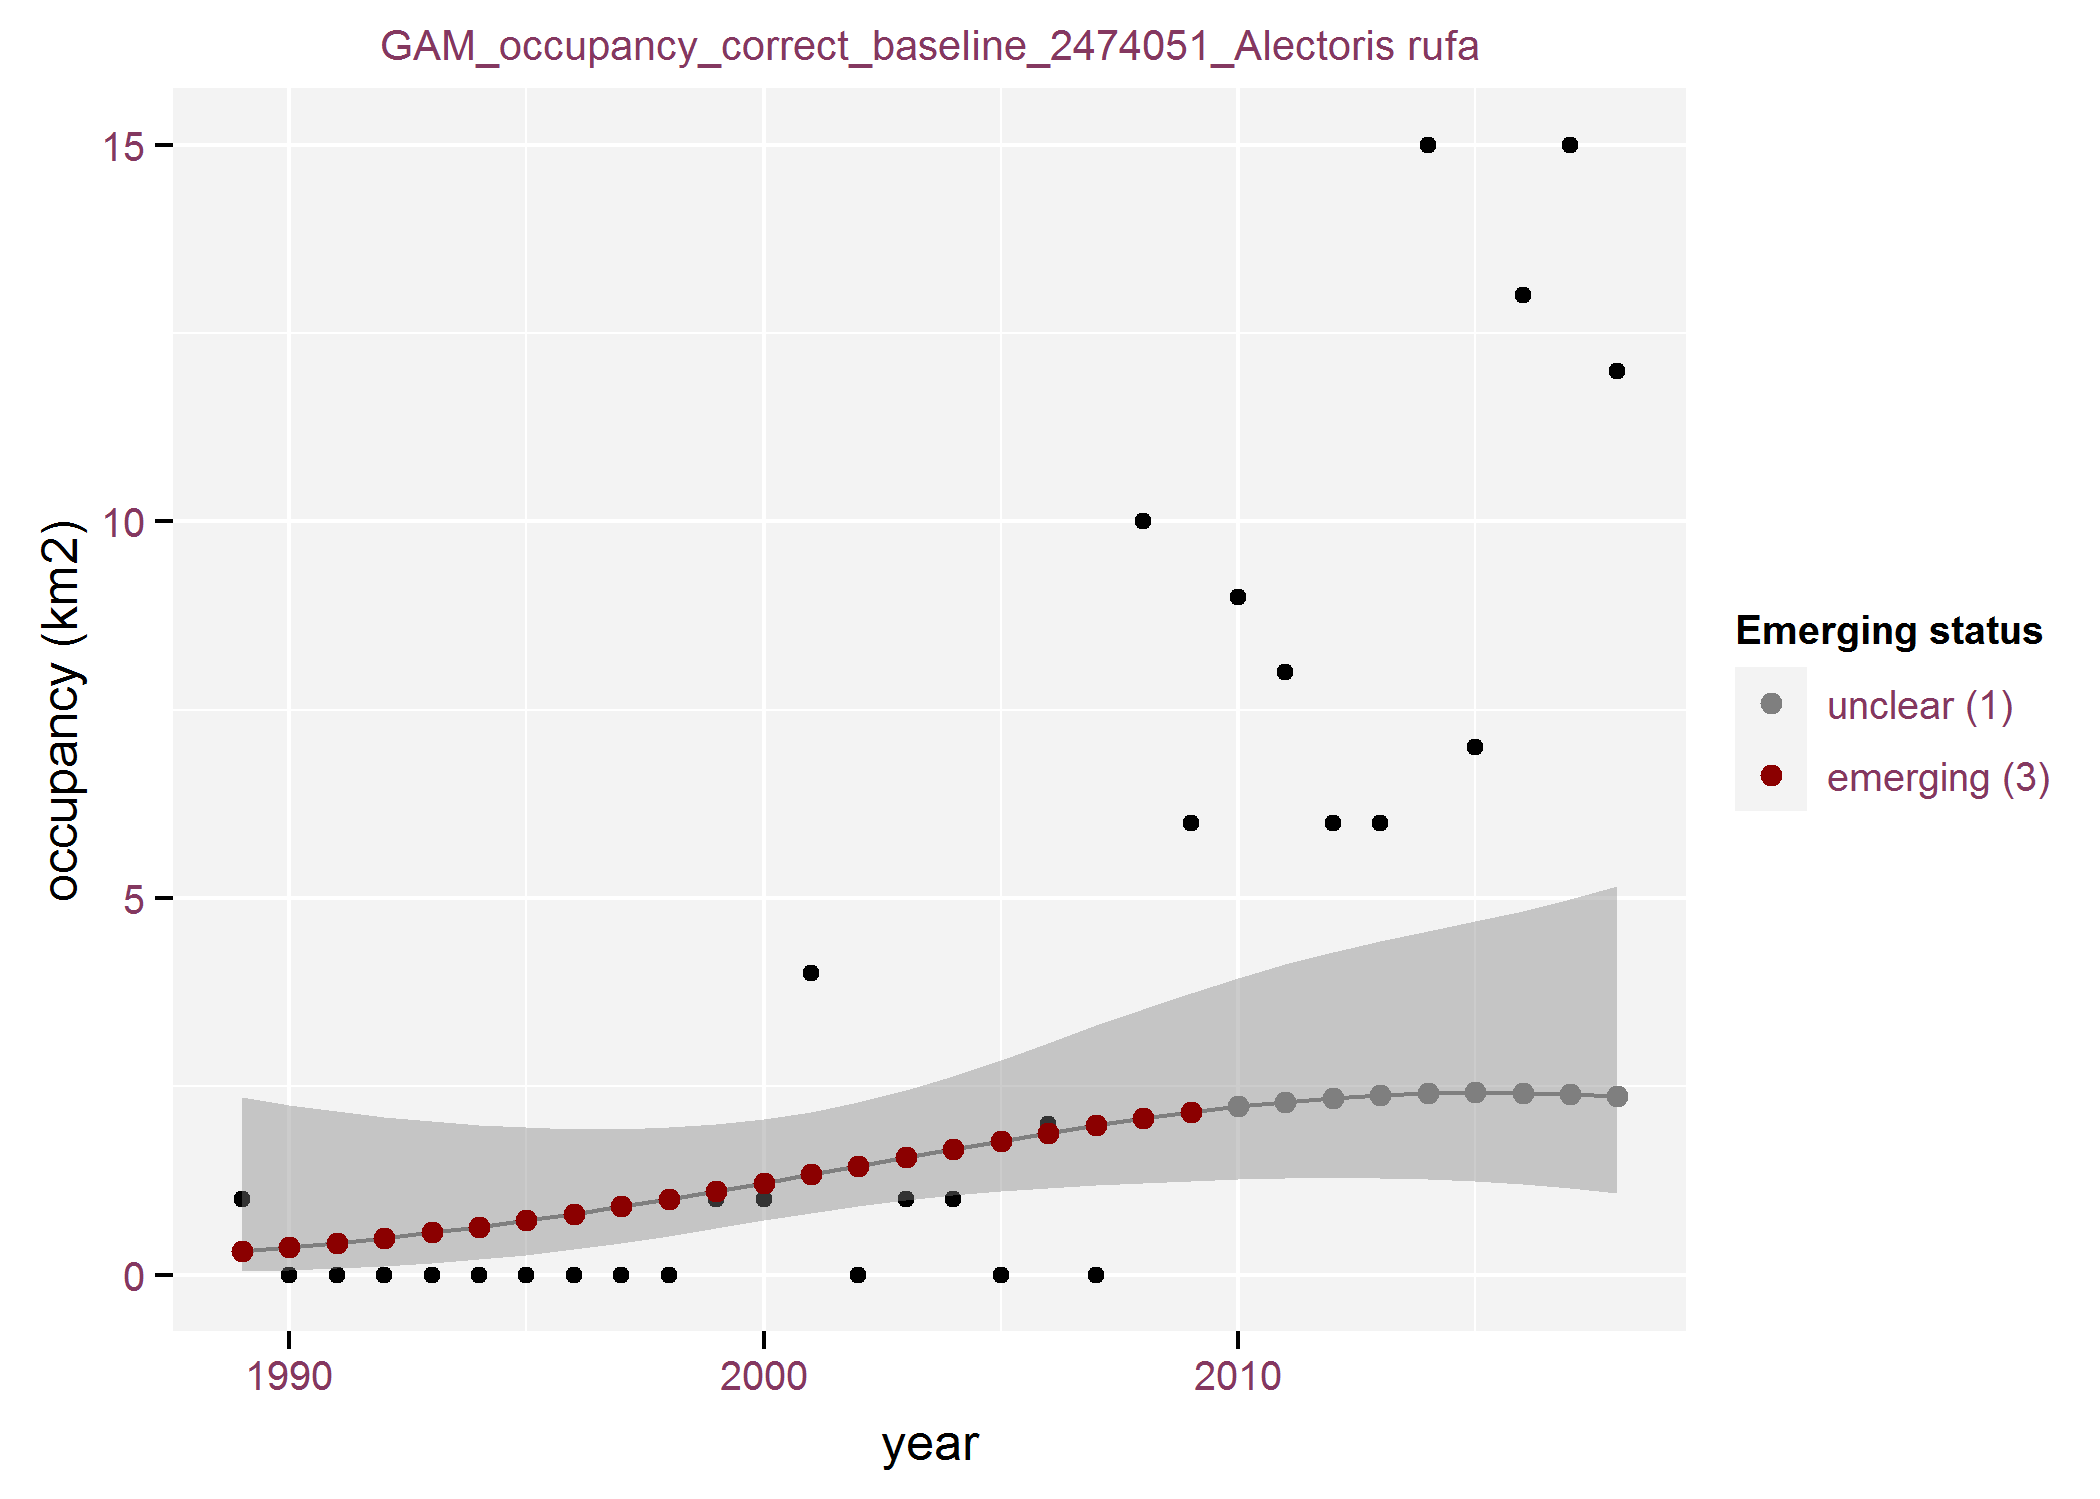 GAM_occupancy_correct_baseline_2474051_Alectoris rufa
15
10
5
0
occupancy (km2)
1990 2000 2010
year
Emerging status
unclear (1)
emerging (3)